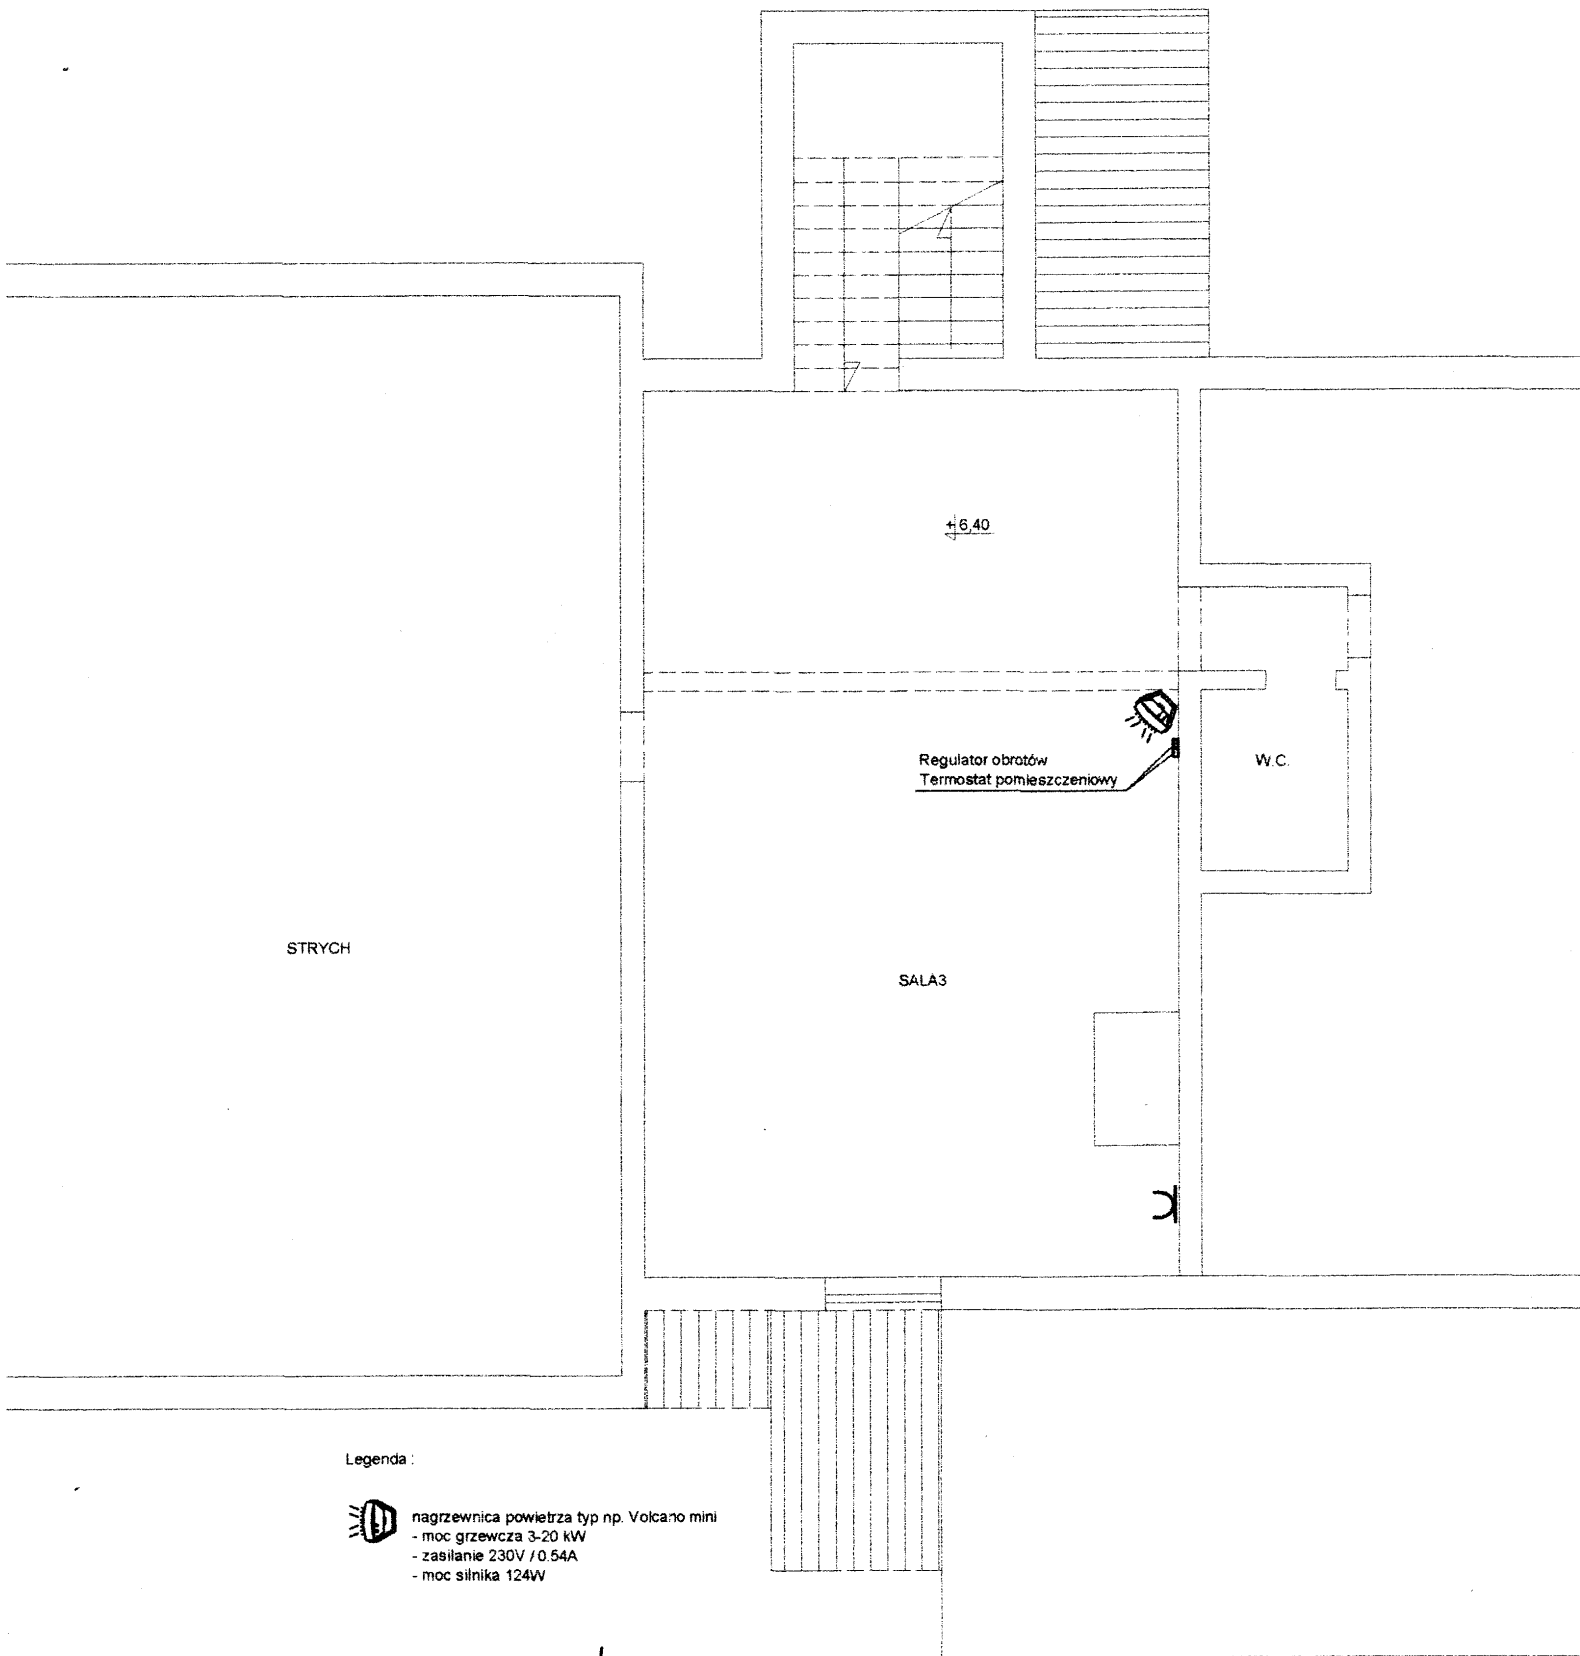 +6,40
Regulator obrotów
Termostat pomieszczeniowy
W.C.
STRYCH
SALA3
Legenda :
nagrzewnica powietrza typ np. Volcano mini
- moc grzewcza 3-20 kW
- zasilanie 230V / 0.54A
- moc silnika 124W